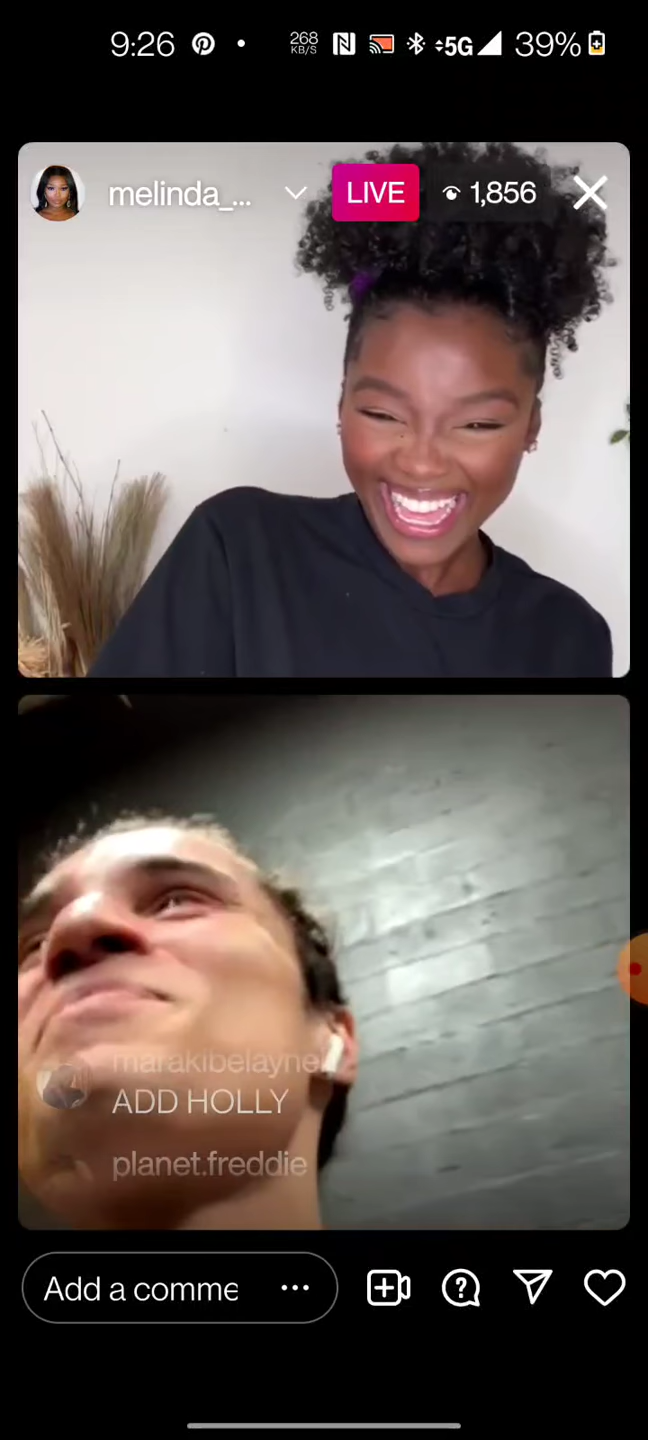 9:26
268
KB/S
5G
39%
melinda_...
LIVE
1,856
marakibelayne
ADD HOLLY
planet.freddie
Add a comme